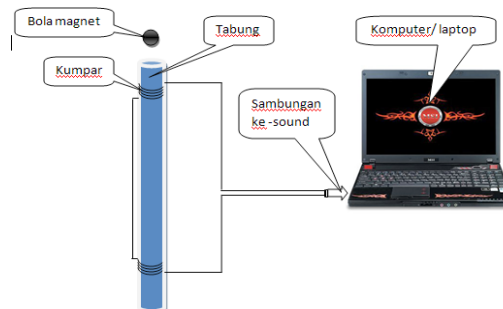 Bola magnet
Tabung
Komputer/ laptop
Kumpar
Sambungan
ke -sound